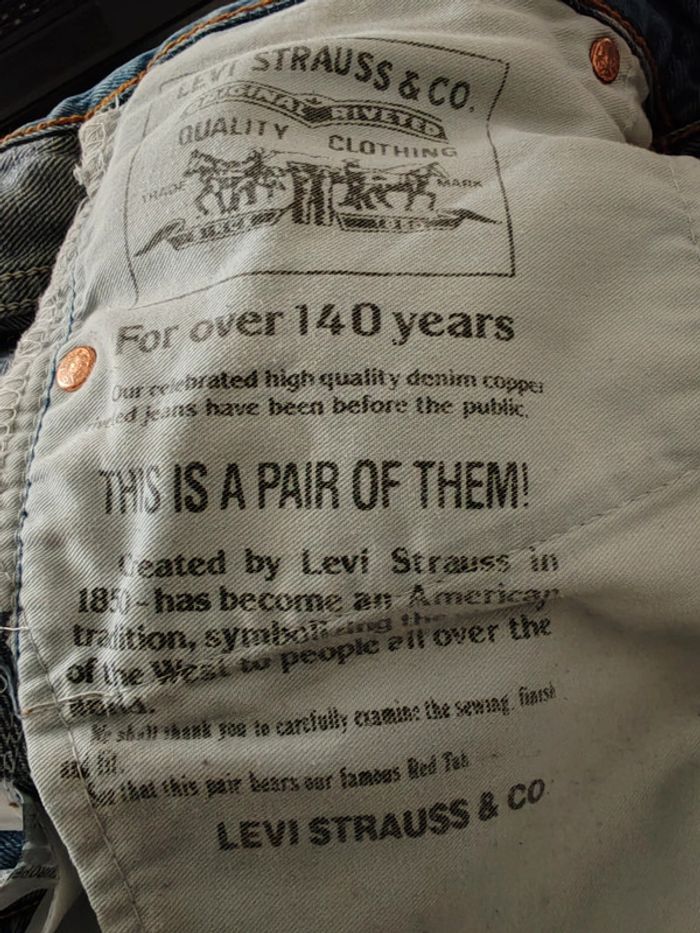 LEVI STRAUSS & CO.
ORIGINAL RIVETED
QUALITY CLOTHING
TRADE MARK
SINCE
For over 140 years
Our celebrated high quality denim copper
jeans have been before the public.
THIS IS A PAIR OF THEM!
Created by Levi Strauss in
- has become an American
tradition, symbolizing the
of the West to people all over the
We shall thank you to carefully examine the sewing, finish
and fit.
See that this pair bears our famous Red Tab
LEVI STRAUSS & CO